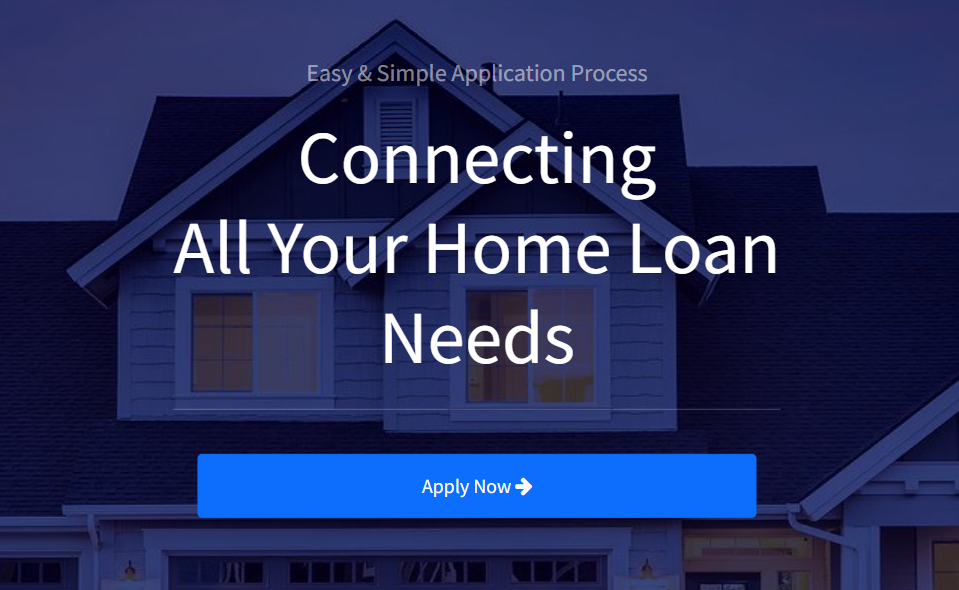 Easy & Simple Application Process
Connecting
All Your Home Loan
Needs
Apply Now